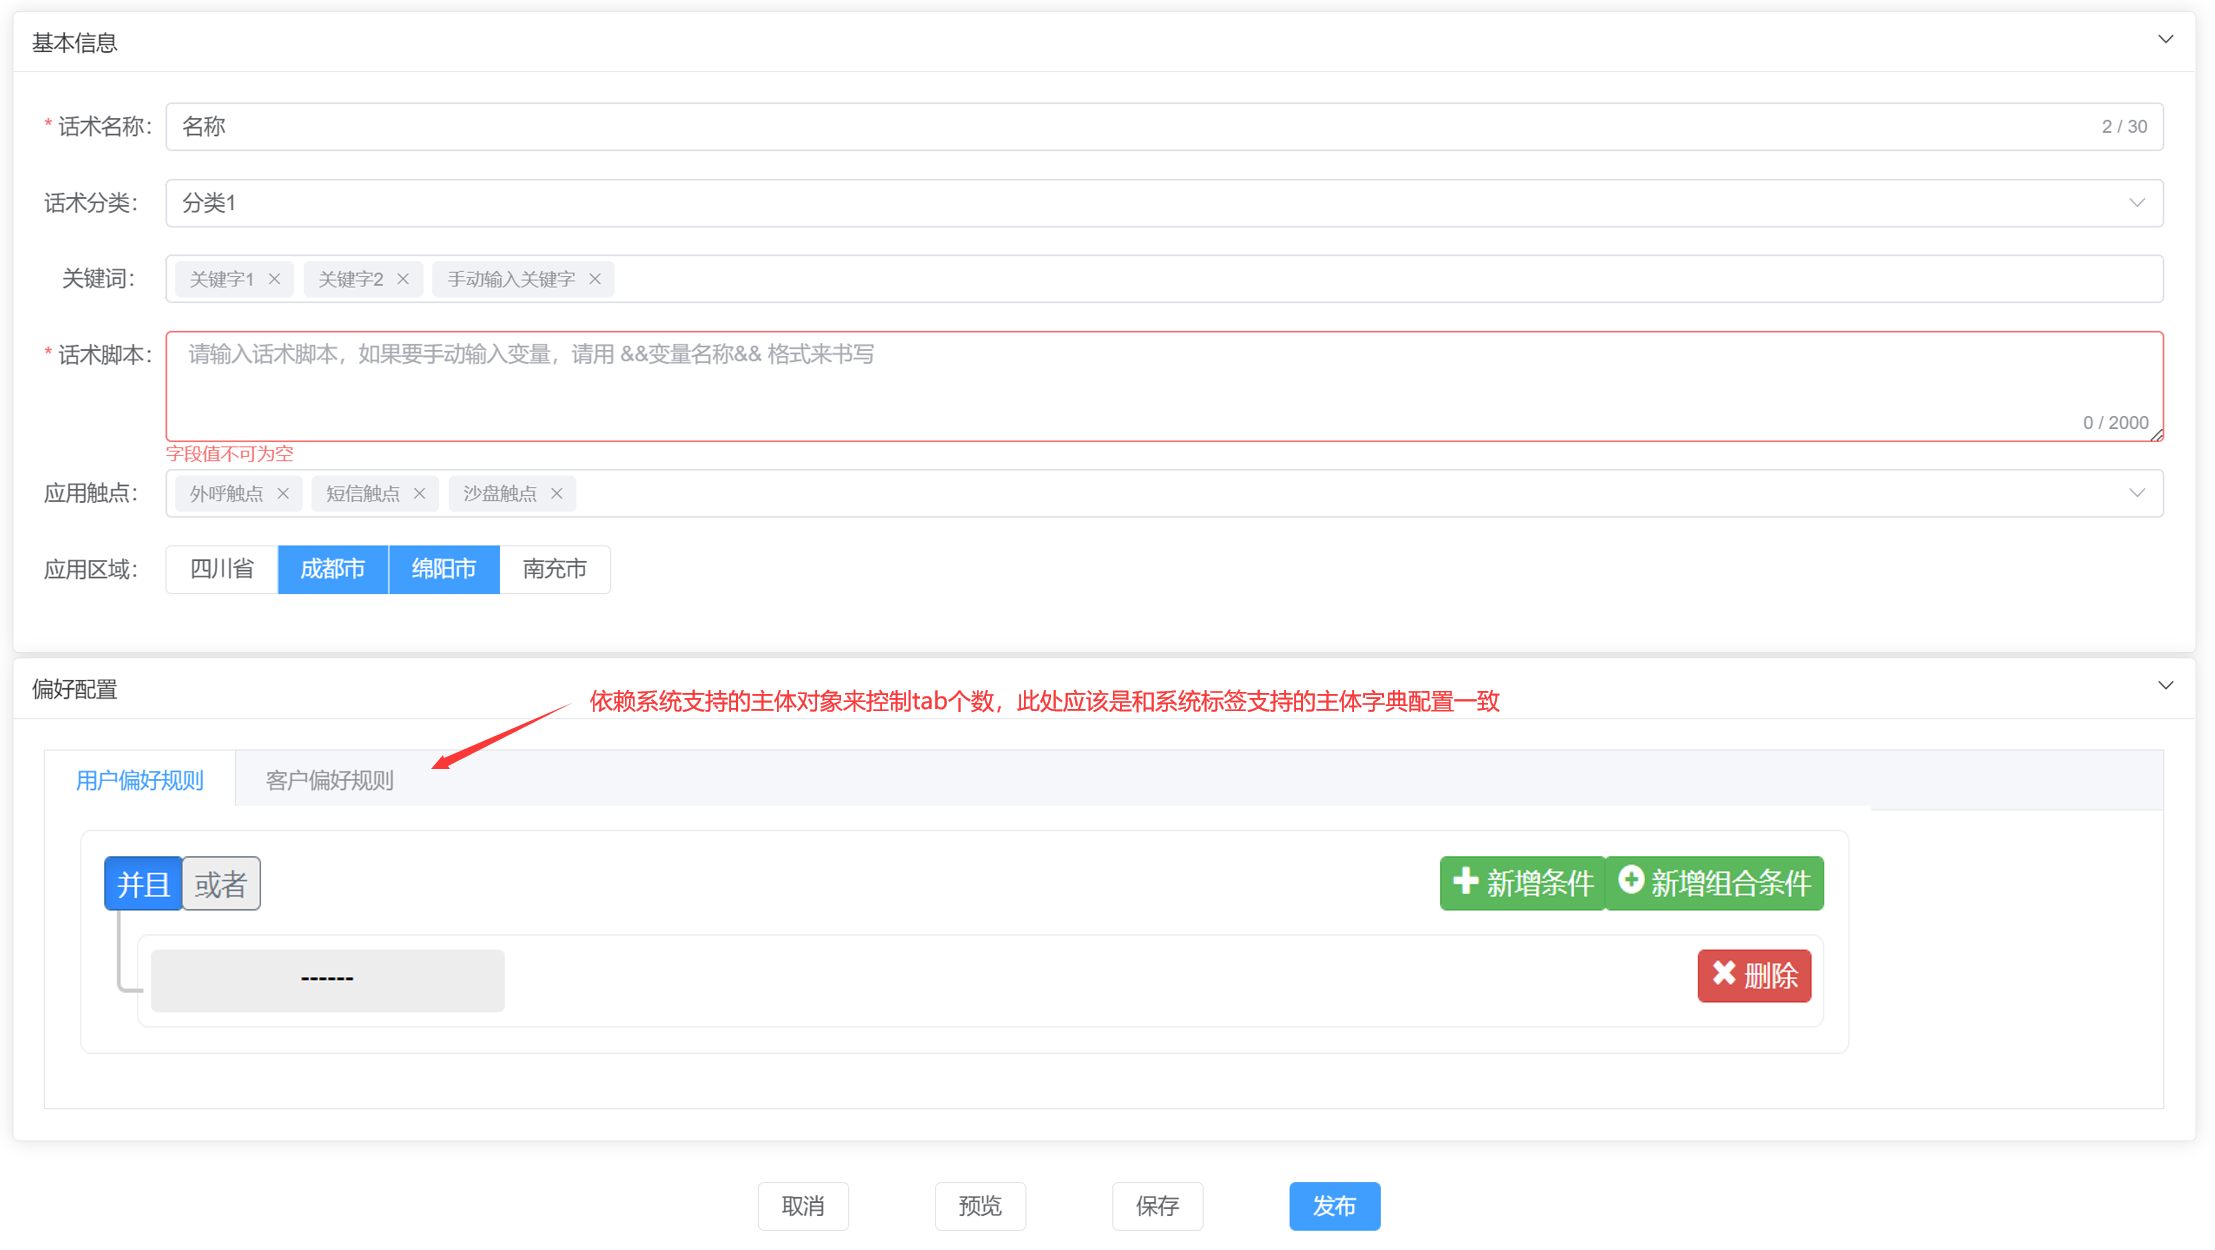 基本信息
* 话术名称： 名称 2 / 30
话术分类： 分类1
关键词： 关键字1 × 关键字2 × 手动输入关键字 ×
* 话术脚本： 请输入话术脚本，如果要手动输入变量，请用 &&变量名称&& 格式来书写
0 / 2000
字段值不可为空
应用触点： 外呼触点 × 短信触点 × 沙盘触点 ×
应用区域： 四川省 成都市 绵阳市 南充市
偏好配置
依赖系统支持的主体对象来控制tab个数，此处应该是和系统标签支持的主体字典配置一致
用户偏好规则 客户偏好规则
并且 或者 新增条件 新增组合条件
------ 删除
取消 预览 保存 发布